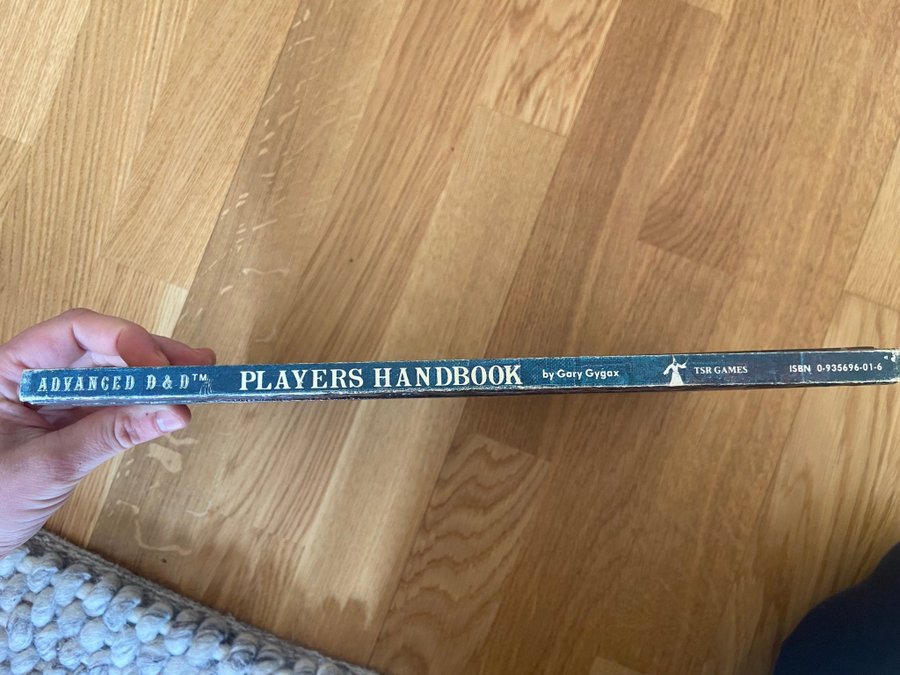 ADVANCED D & D™ PLAYERS HANDBOOK by Gary Gygax TSR GAMES ISBN 0-935696-01-6